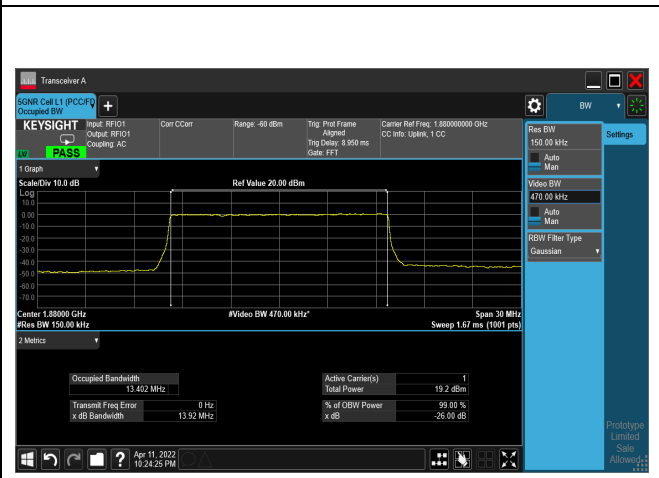 Transceiver A
5GNR Cell L1 (PCC/FD
Occupied BW
BW
KEYSIGHT
Input: RFIO1
Output: RFIO1
Coupling: AC
Corr CCorr
Range: -60 dBm
Trig: Prot Frame
Aligned
Trig Delay: 8.950 ms
Gate: FFT
Carrier Ref Freq: 1.880000000 GHz
CC Info: Uplink, 1 CC
LXI
PASS
Res BW
150.00 kHz
Auto
Man
Settings
Video BW
470.00 kHz
Auto
Man
RBW Filter Type
Gaussian
1 Graph
Scale/Div 10.0 dB
Ref Value 20.00 dBm
Log
10.0
0.00
-10.0
-20.0
-30.0
-40.0
-50.0
-60.0
-70.0
Center 1.88000 GHz
#Video BW 470.00 kHz*
Span 30 MHz
#Res BW 150.00 kHz
Sweep 1.67 ms (1001 pts)
2 Metrics
Occupied Bandwidth
13.402 MHz
Active Carrier(s) 1
Total Power 19.2 dBm
Transmit Freq Error 0 Hz
x dB Bandwidth 13.92 MHz
% of OBW Power 99.00 %
x dB -26.00 dB
Apr 11, 2022
10:24:25 PM
Prototype
Limited
Sale
Allowed